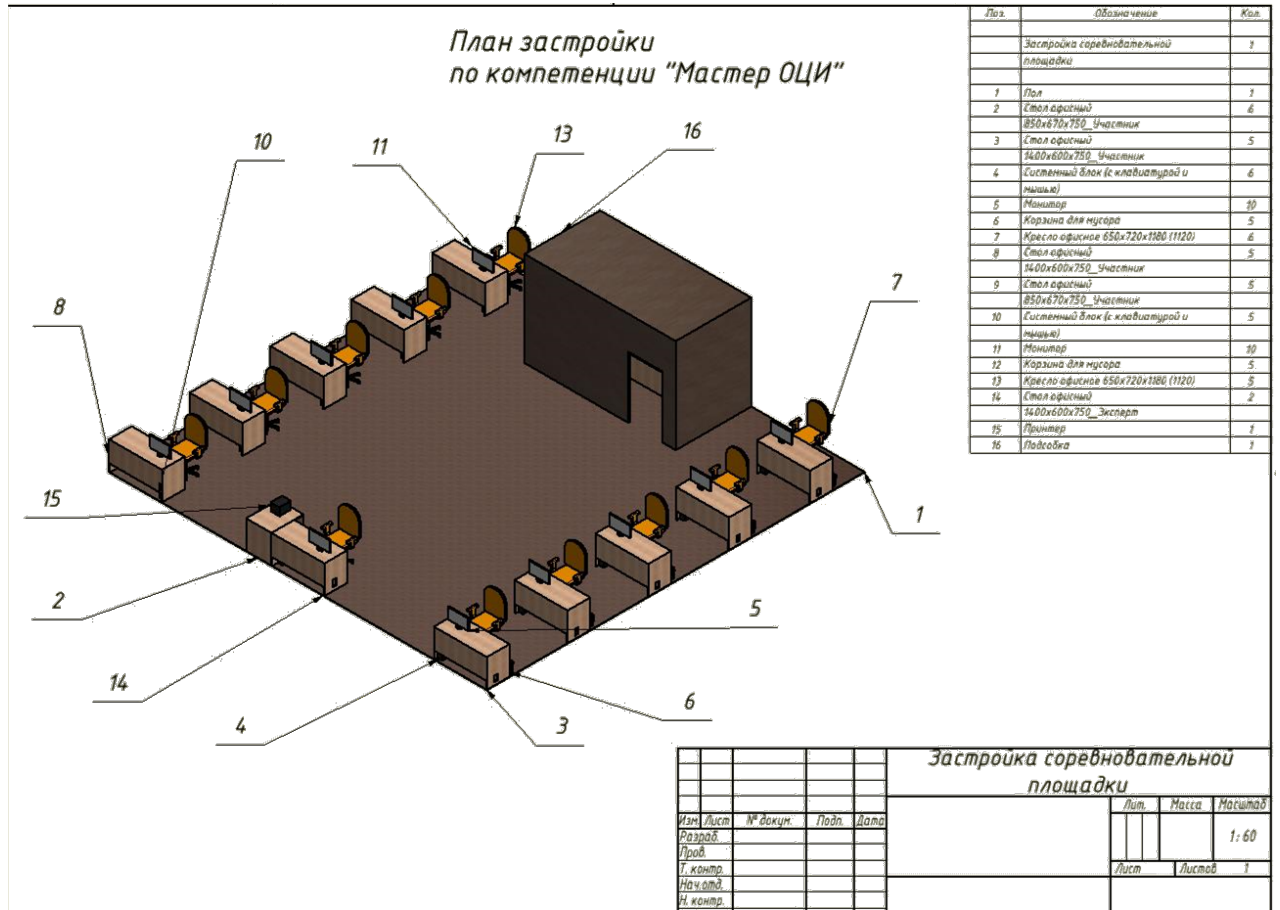 План застройки
по компетенции "Мастер ОЦИ"
Поз. Обозначение Кол.
Застройка соревновательной 1
площадки
1 Пол 1
2 Стол офисный 6
850х670х750_Участник
3 Стол офисный 5
1400х600х750_Участник
4 Системный блок (с клавиатурой и 6
мышью)
5 Монитор 10
6 Корзина для мусора 5
7 Кресло офисное 650х720х1180 (1120) 6
8 Стол офисный 5
1400х600х750_Участник
9 Стол офисный 5
850х670х750_Участник
10 Системный блок (с клавиатурой и 5
мышью)
11 Монитор 10
12 Корзина для мусора 5
13 Кресло офисное 650х720х1180 (1120) 5
14 Стол офисный 2
1400х600х750_Эксперт
15 Принтер 1
16 Подсобка 1
10
11
13
16
8
7
15
1
2
5
14
4
3
6
Застройка соревновательной
площадки
Лит. Масса Масштаб
Изм. Лист № докум. Подп. Дата
Разраб. 1:60
Пров.
Т. контр. Лист Листов 1
Нач.отд.
Н. контр.